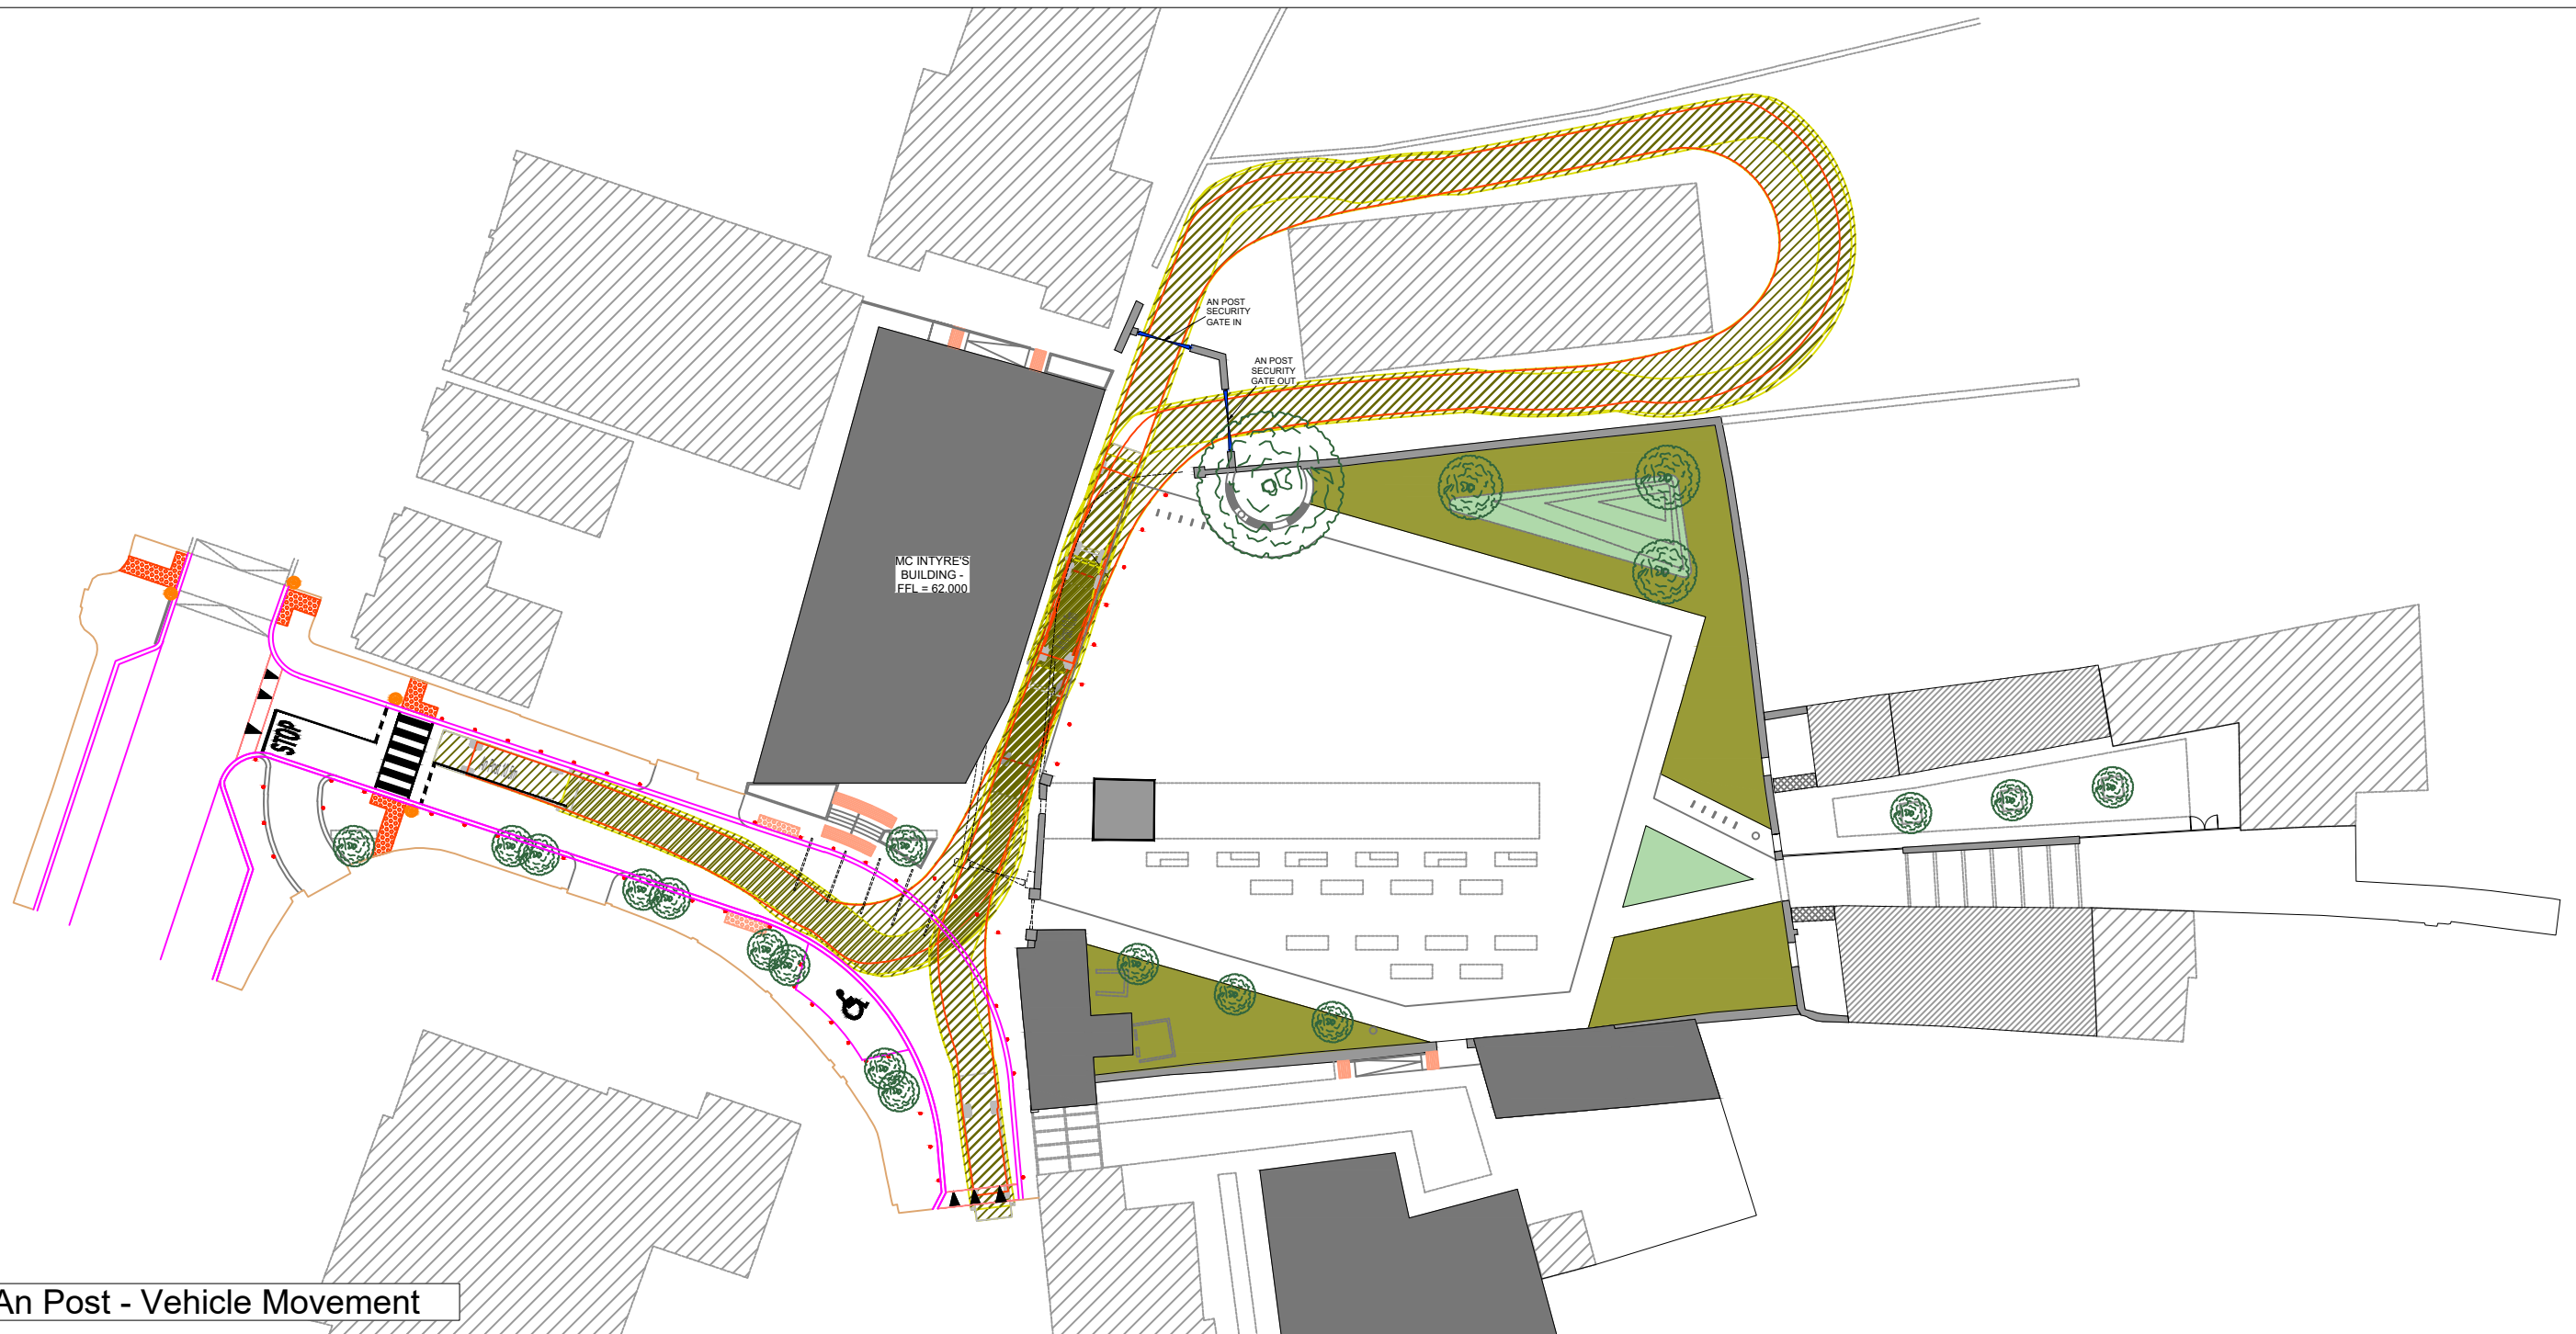 AN POST
SECURITY
GATE IN
AN POST
SECURITY
GATE OUT
MC INTYRE'S
BUILDING -
FFL = 62.000
STOP
An Post - Vehicle Movement